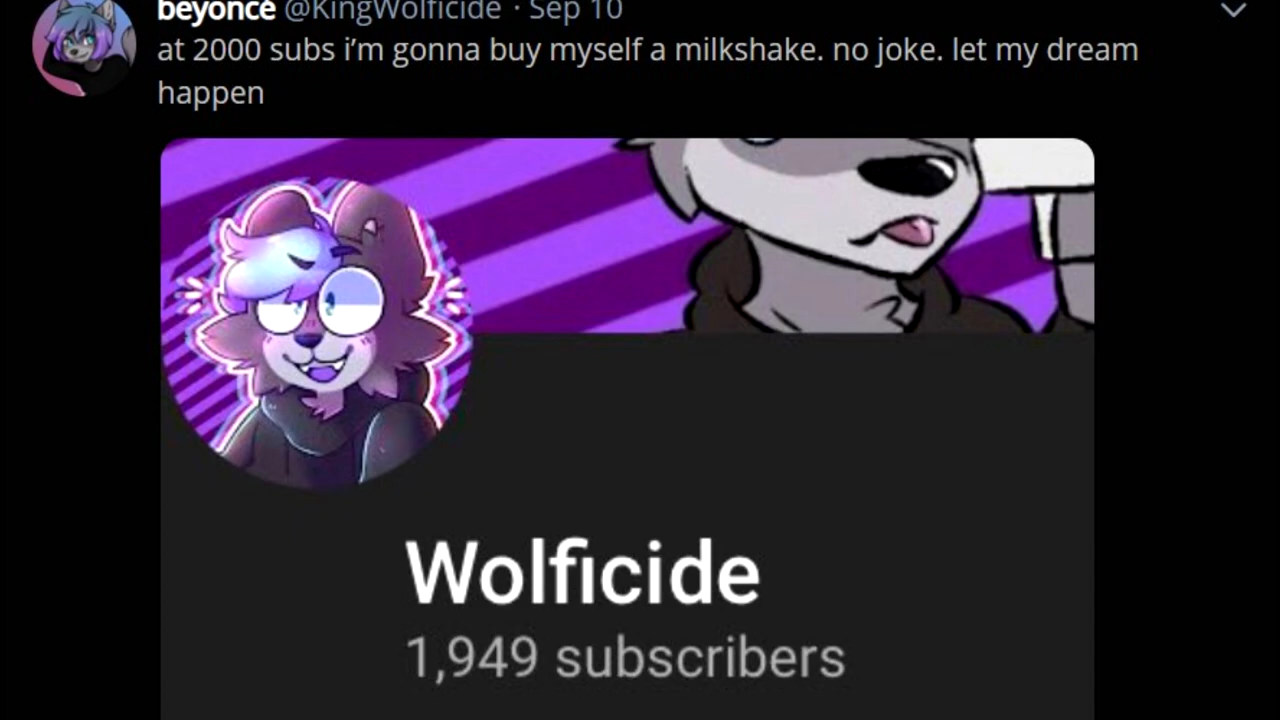 beyoncé @KingWolficide · Sep 10
at 2000 subs i’m gonna buy myself a milkshake. no joke. let my dream
happen
Wolficide
1,949 subscribers